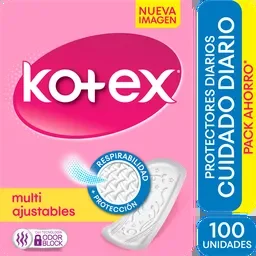 NUEVA
IMAGEN
kotex
RESPIRABILIDAD
+ PROTECCIÓN
multi
ajustables
ODOR
BLOCK
PROTECTORES DIARIOS
CUIDADO DIARIO
PACK AHORRO*
100
UNIDADES